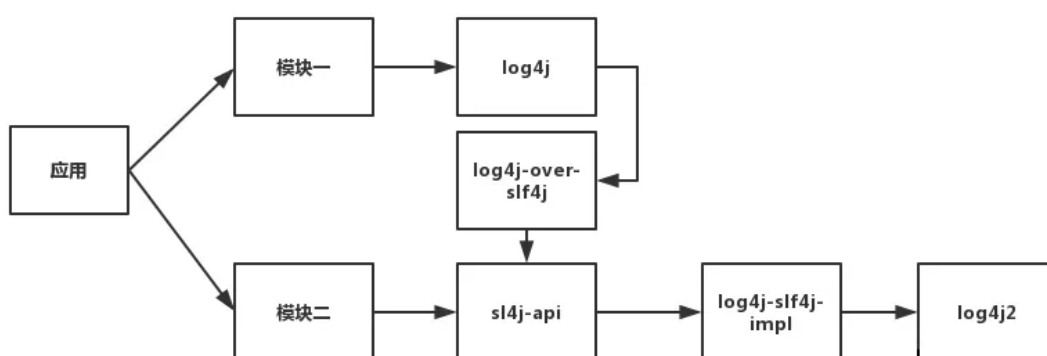 模块一
log4j
应用
log4j-over-
slf4j
模块二
sl4j-api
log4j-slf4j-
impl
log4j2